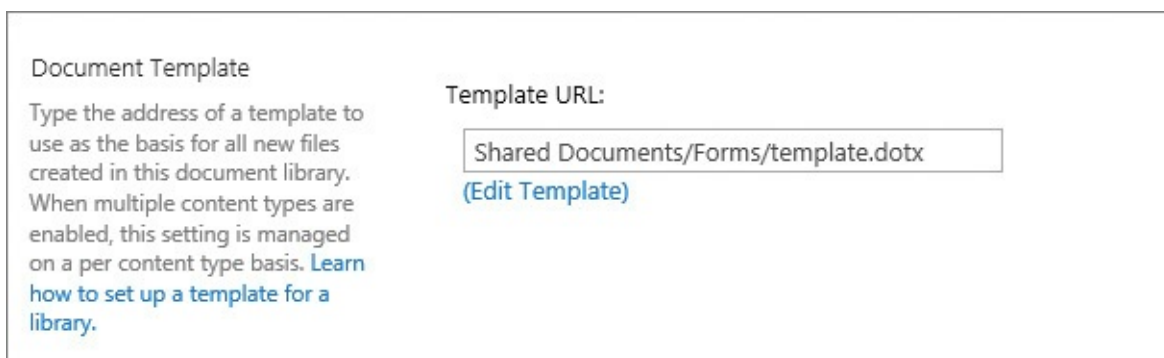 Document Template
Type the address of a template to
use as the basis for all new files
created in this document library.
When multiple content types are
enabled, this setting is managed
on a per content type basis. Learn
how to set up a template for a
library.
Template URL:
Shared Documents/Forms/template.dotx
(Edit Template)